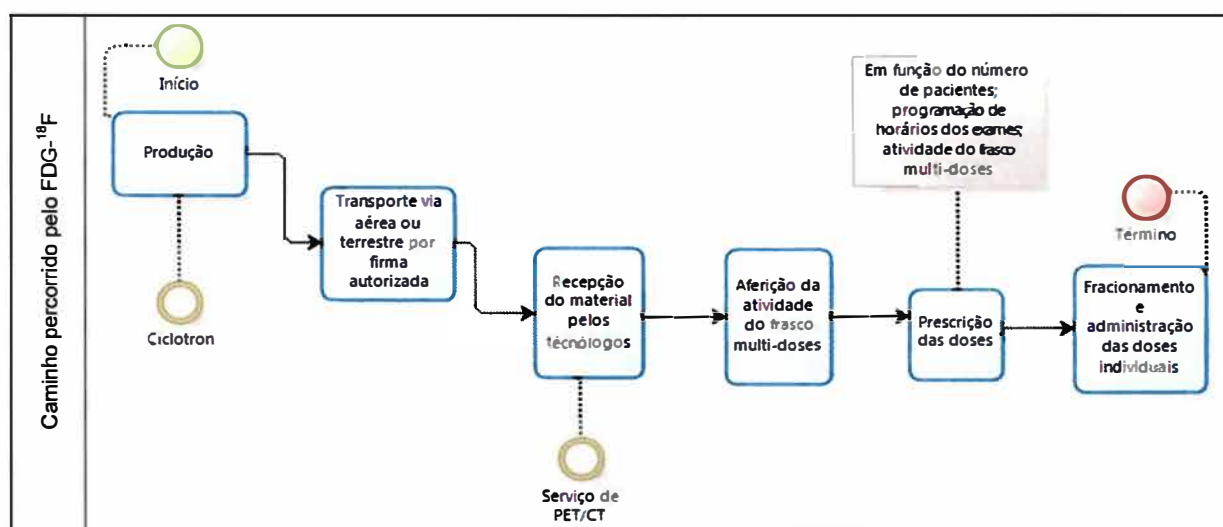 Caminho percorrido pelo FDG-¹⁸F
Início
Produção
Ciclotron
Transporte via
aérea ou
terrestre por
firma
autorizada
Recepção
do material
pelos
técnólogos
Serviço de
PET/CT
Aferição da
atividade
do frasco
multi-doses
Em função do número
de pacientes;
programação de
horários dos exames;
atividade do frasco
multi-doses
Prescrição
das doses
Término
Fracionamento
e
administração
das doses
individuais